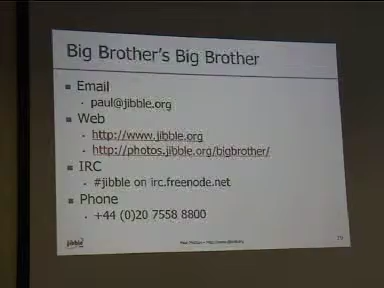 Big Brother's Big Brother
Email
paul@jibble.org
Web
http://www.jibble.org
http://photos.jibble.org/bigbrother/
IRC
#jibble on irc.freenode.net
Phone
+44 (0)20 7558 8800
jibble